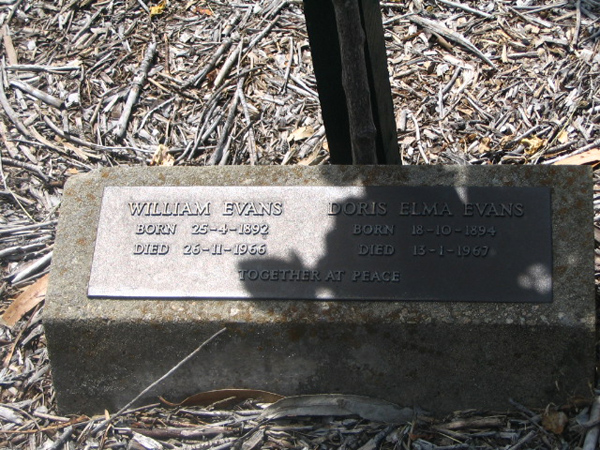 WILLIAM EVANS
BORN 25-4-1892
DIED 26-11-1966
DORIS ELMA EVANS
BORN 18-10-1894
DIED 13-1-1967
TOGETHER AT PEACE